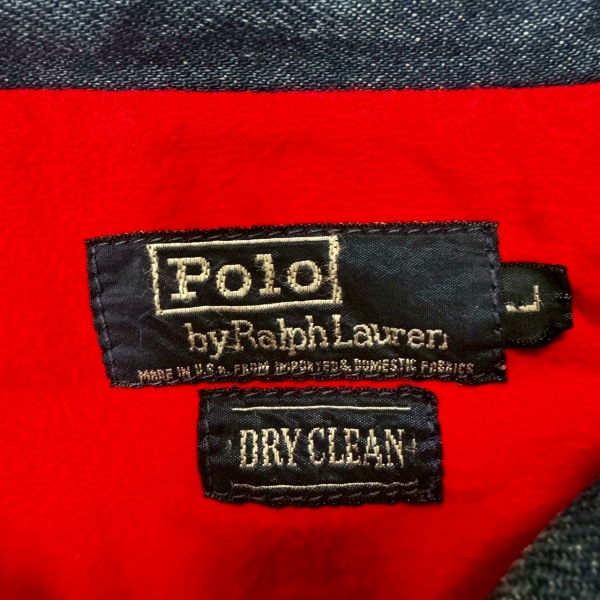 Polo
by Ralph Lauren
MADE IN U.S.A. FROM IMPORTED & DOMESTIC FABRICS
L
DRY CLEAN